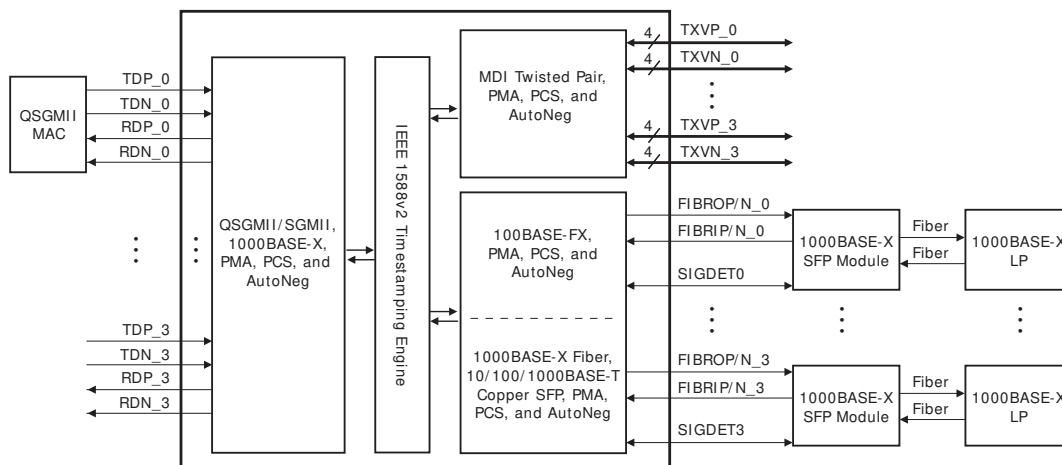 QSGMII
MAC
TDP_0
TDN_0
RDP_0
RDN_0
TDP_3
TDN_3
RDP_3
RDN_3
QSGMII/SGMII,
1000BASE-X,
PMA, PCS, and
AutoNeg
IEEE 1588v2 Timestamping Engine
MDI Twisted Pair,
PMA, PCS, and
AutoNeg
4 TXVP_0
4 TXVN_0
4 TXVP_3
4 TXVN_3
100BASE-FX,
PMA, PCS, and
AutoNeg
1000BASE-X Fiber,
10/100/1000BASE-T
Copper SFP, PMA,
PCS, and AutoNeg
FIBROP/N_0
FIBRIP/N_0
SIGDET0
1000BASE-X
SFP Module
Fiber
Fiber
1000BASE-X
LP
FIBROP/N_3
FIBRIP/N_3
SIGDET3
1000BASE-X
SFP Module
Fiber
Fiber
1000BASE-X
LP